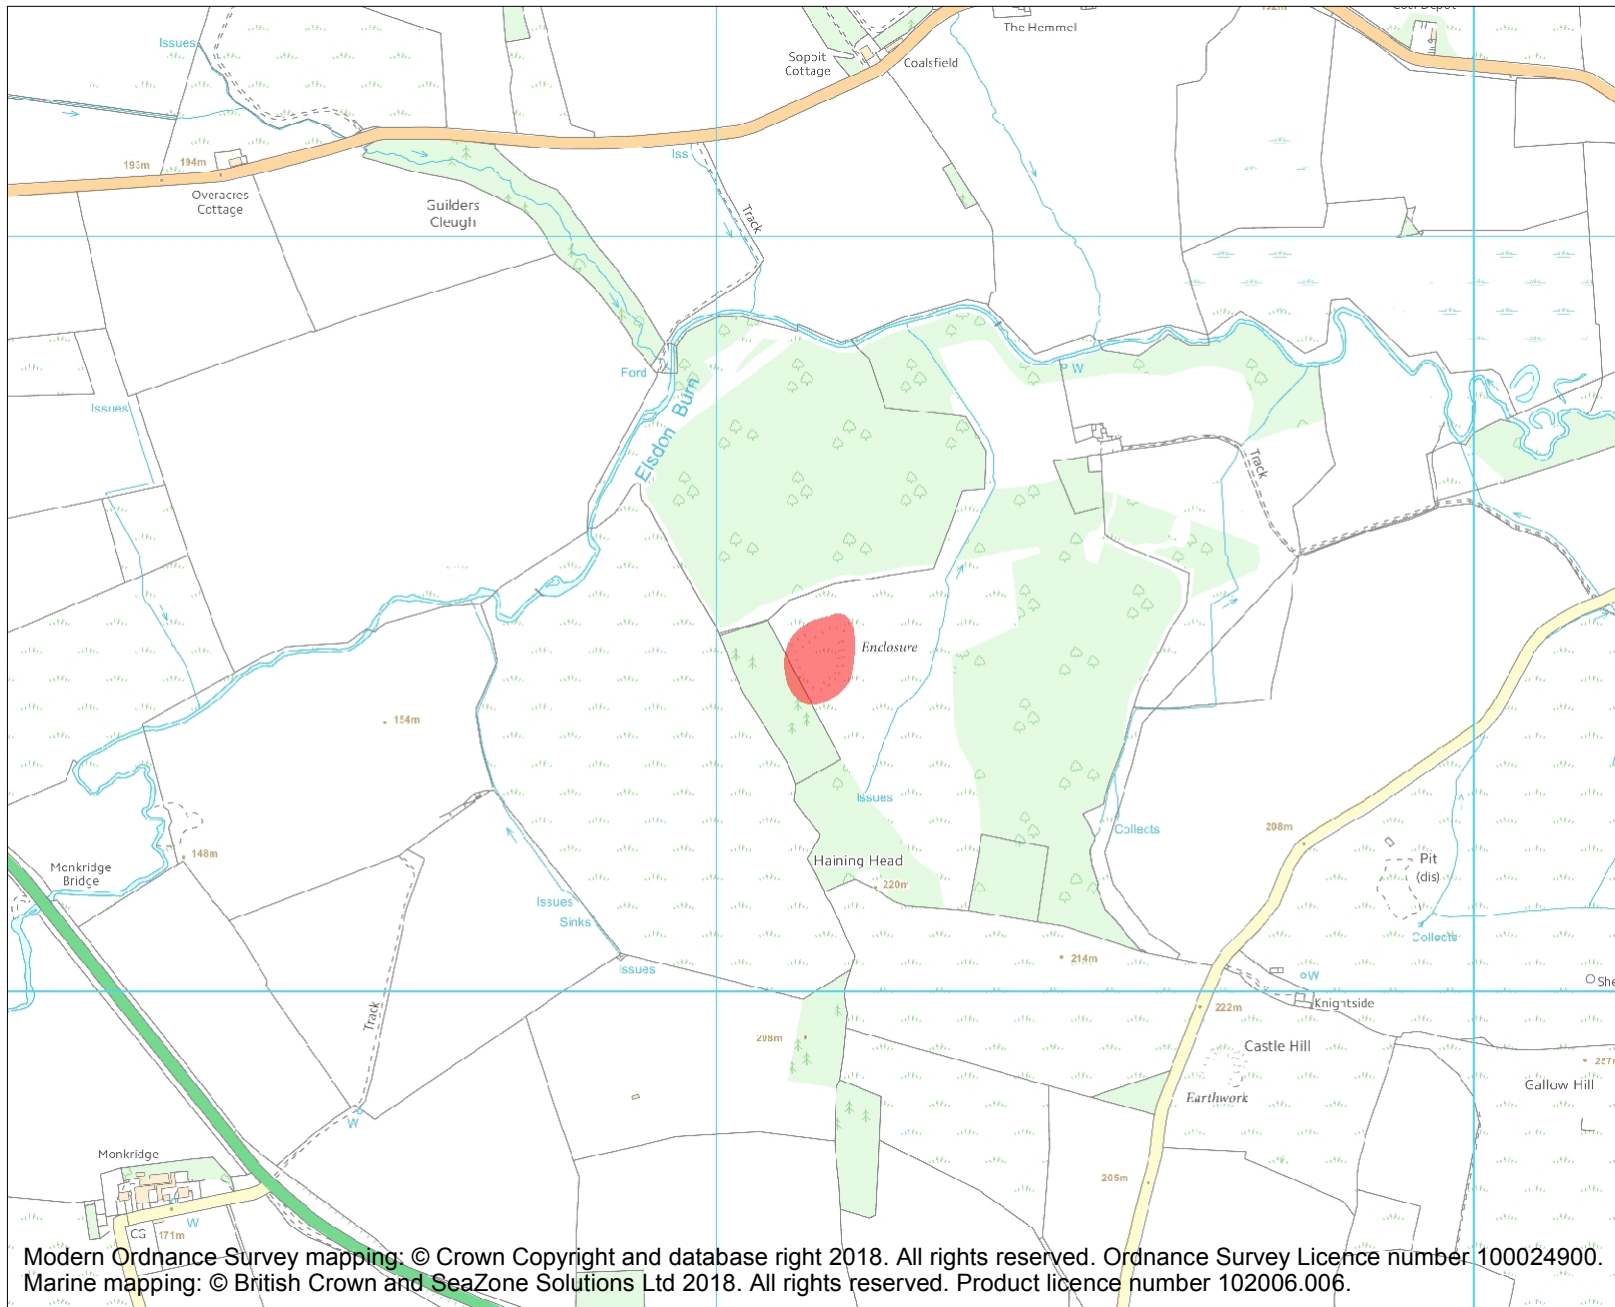 Issues
The Hemmel
Soppit
Cottage
Coalsfield
193m
194m
Overacres
Cottage
Guilders
Cleugh
Iss
Track
Ford
W
Issues
Elsdon Burn
Track
Enclosure
154m
Issues
Collects
208m
Monkridge
Bridge
148m
Haining Head
220m
Pit
(dis)
Issues
Sinks
Collects
Issues
214m
W
She
Knightside
222m
Track
208m
Castle Hill
Gallow Hill
Earthwork
W
Monkridge
205m
W
CG
171m
Modern Ordnance Survey mapping: © Crown Copyright and database right 2018. All rights reserved. Ordnance Survey Licence number 100024900.
Marine mapping: © British Crown and SeaZone Solutions Ltd 2018. All rights reserved. Product licence number 102006.006.